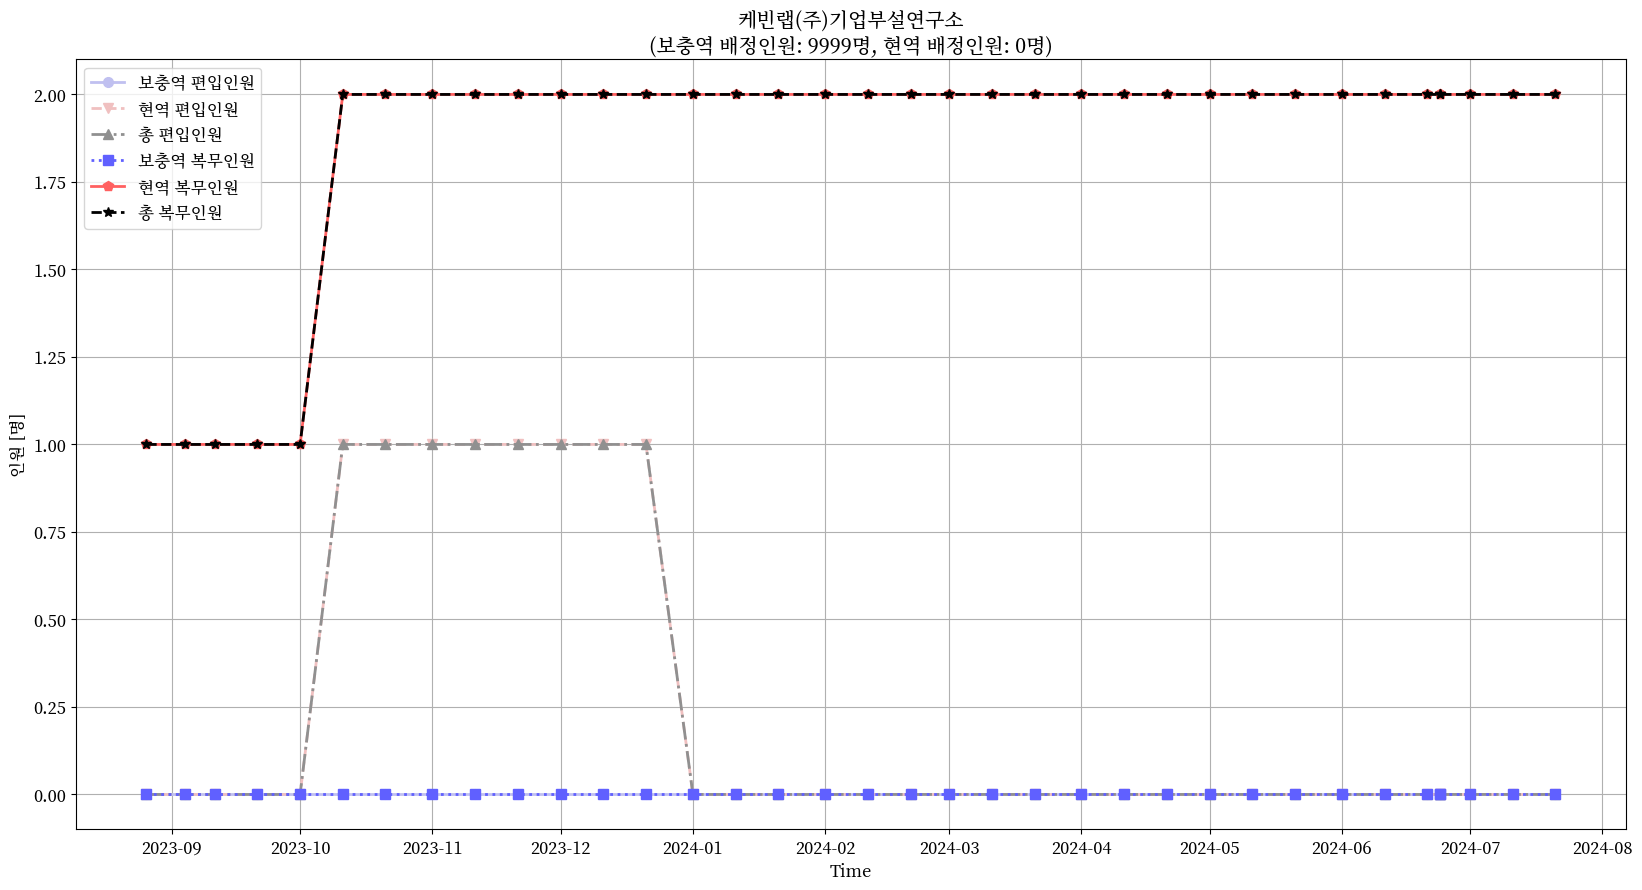 케빈랩(주)기업부설연구소
(보충역 배정인원: 9999명, 현역 배정인원: 0명)
보충역 편입인원
현역 편입인원
총 편입인원
보충역 복무인원
현역 복무인원
총 복무인원
2.00
1.75
1.50
1.25
1.00
0.75
0.50
0.25
0.00
인원 [명]
2023-09 2023-10 2023-11 2023-12 2024-01 2024-02 2024-03 2024-04 2024-05 2024-06 2024-07 2024-08
Time